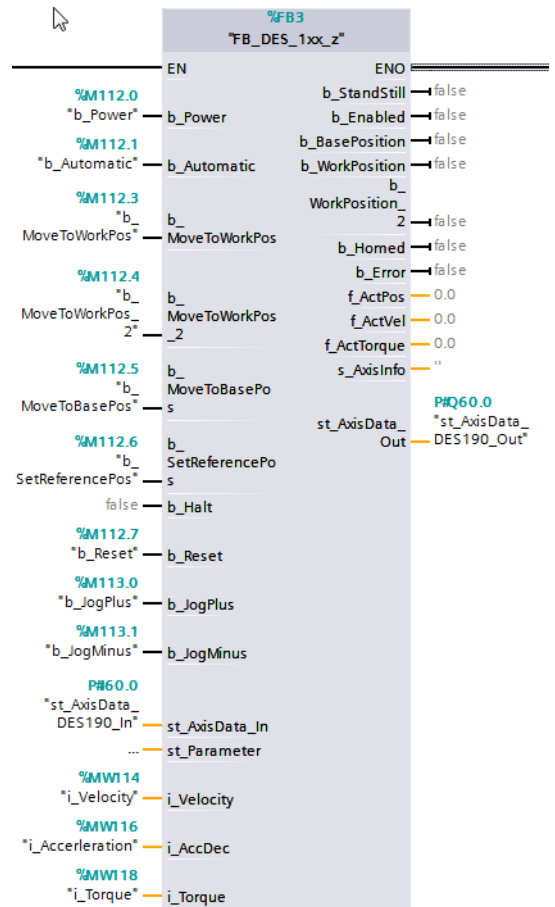 %FB3
"FB_DES_1xx_z"
EN
ENO
b_StandStill
false
%M112.0
"b_Power"
b_Power
b_Enabled
false
b_BasePosition
false
%M112.1
"b_Automatic"
b_Automatic
b_WorkPosition
false
b_
WorkPosition_
2
false
%M112.3
"b_
MoveToWorkPos"
b_
MoveToWorkPos
b_Homed
false
b_Error
false
%M112.4
"b_
MoveToWorkPos_
2"
b_
MoveToWorkPos
_2
f_ActPos
0.0
f_ActVel
0.0
f_ActTorque
0.0
s_AxisInfo
''
%M112.5
"b_
MoveToBasePos"
b_
MoveToBasePo
s
P#Q60.0
"st_AxisData_
DES190_Out"
st_AxisData_
Out
%M112.6
"b_
SetReferencePos"
b_
SetReferencePo
s
false
b_Halt
%M112.7
"b_Reset"
b_Reset
%M113.0
"b_JogPlus"
b_JogPlus
%M113.1
"b_JogMinus"
b_JogMinus
P#I60.0
"st_AxisData_
DES190_In"
st_AxisData_In
...
st_Parameter
%MW114
"i_Velocity"
i_Velocity
%MW116
"i_Accerleration"
i_AccDec
%MW118
"i_Torque"
i_Torque